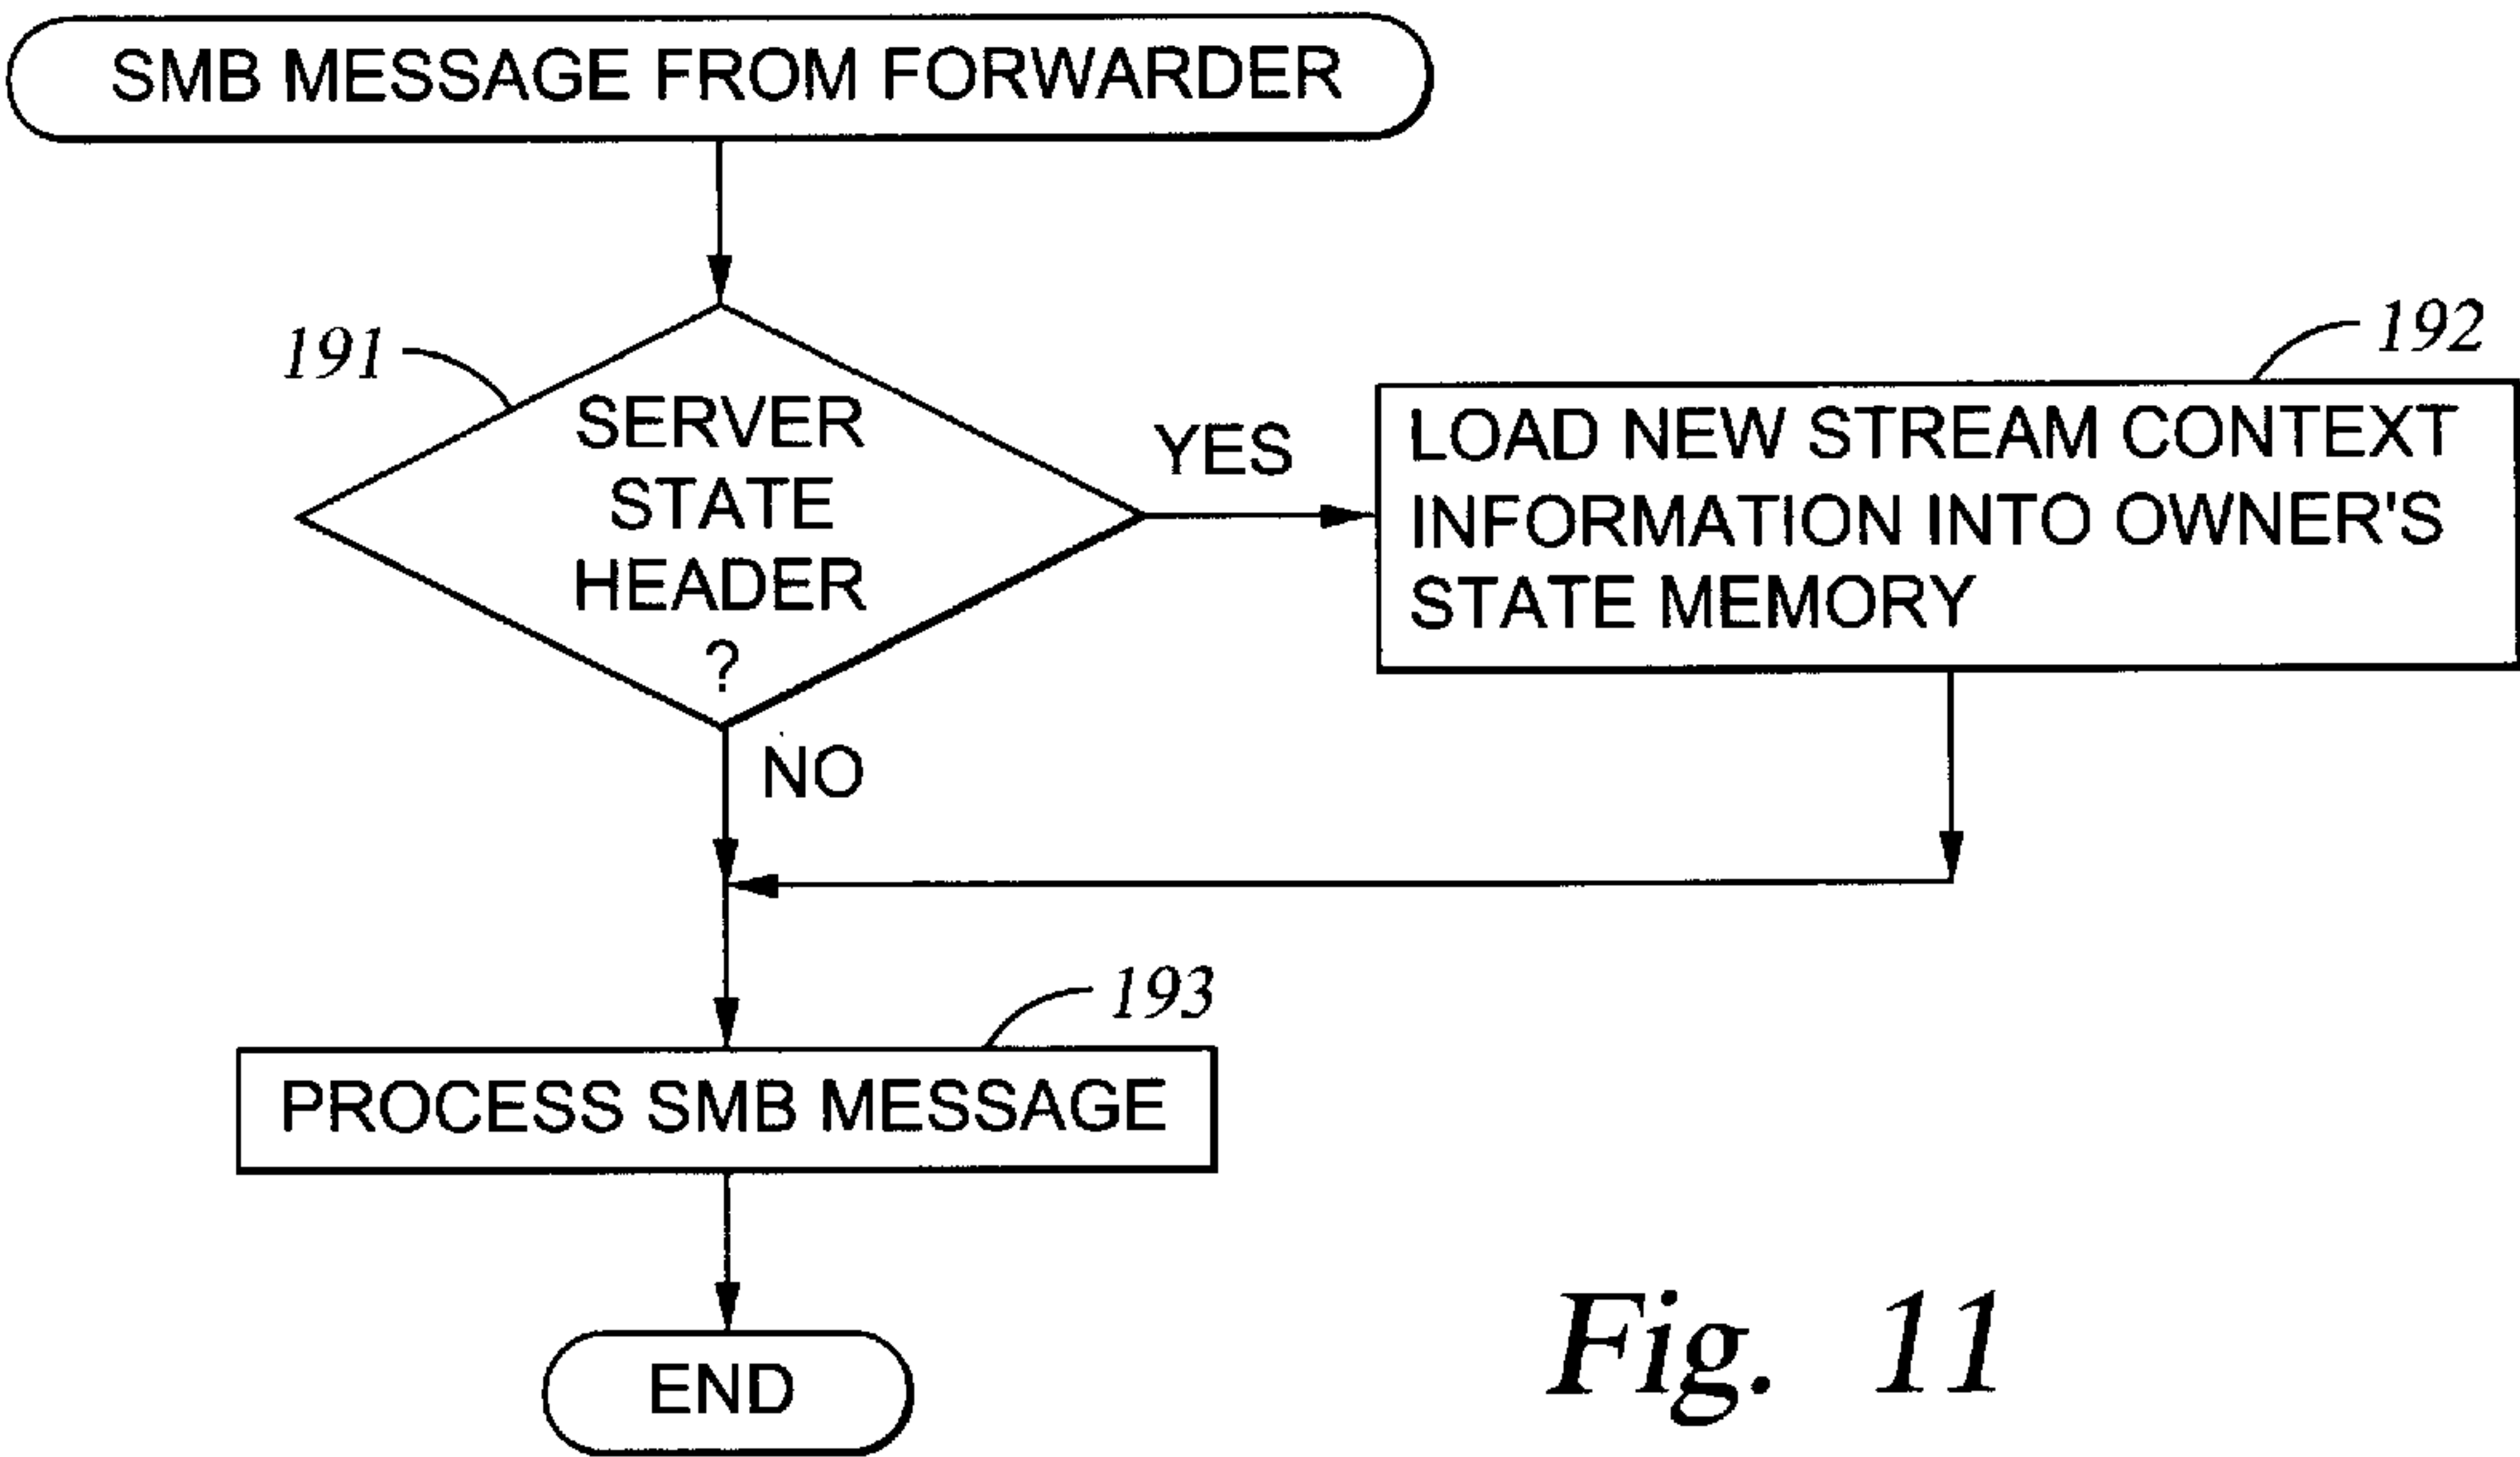 SMB MESSAGE FROM FORWARDER
191
SERVER
STATE
HEADER
?
YES
NO
192
LOAD NEW STREAM CONTEXT
INFORMATION INTO OWNER'S
STATE MEMORY
193
PROCESS SMB MESSAGE
END
Fig. 11